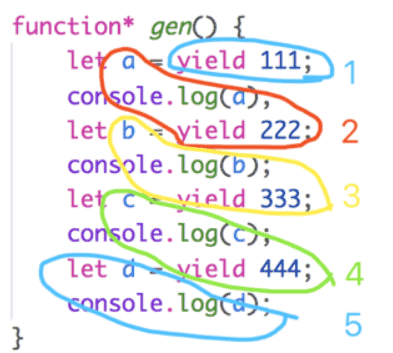 function* gen() {
let a = yield 111; 1
console.log(a);
let b = yield 222; 2
console.log(b);
let c = yield 333; 3
console.log(c);
let d = yield 444; 4
console.log(d); 5
}